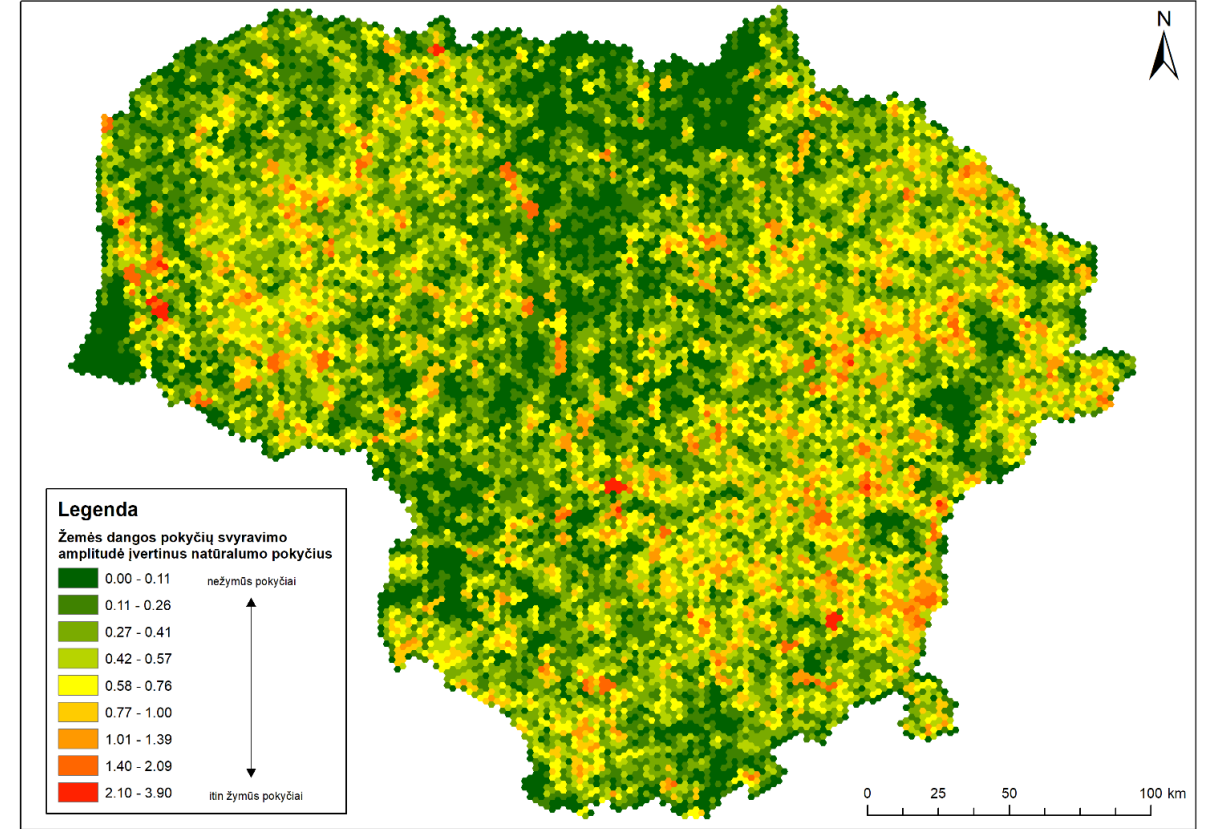 N
Legenda
Žemės dangos pokyčių svyravimo
amplitudė įvertinus natūralumo pokyčius
0.00 - 0.11
nežymūs pokyčiai
0.11 - 0.26
0.27 - 0.41
0.42 - 0.57
0.58 - 0.76
0.77 - 1.00
1.01 - 1.39
1.40 - 2.09
2.10 - 3.90
itin žymūs pokyčiai
0 25 50 100 km